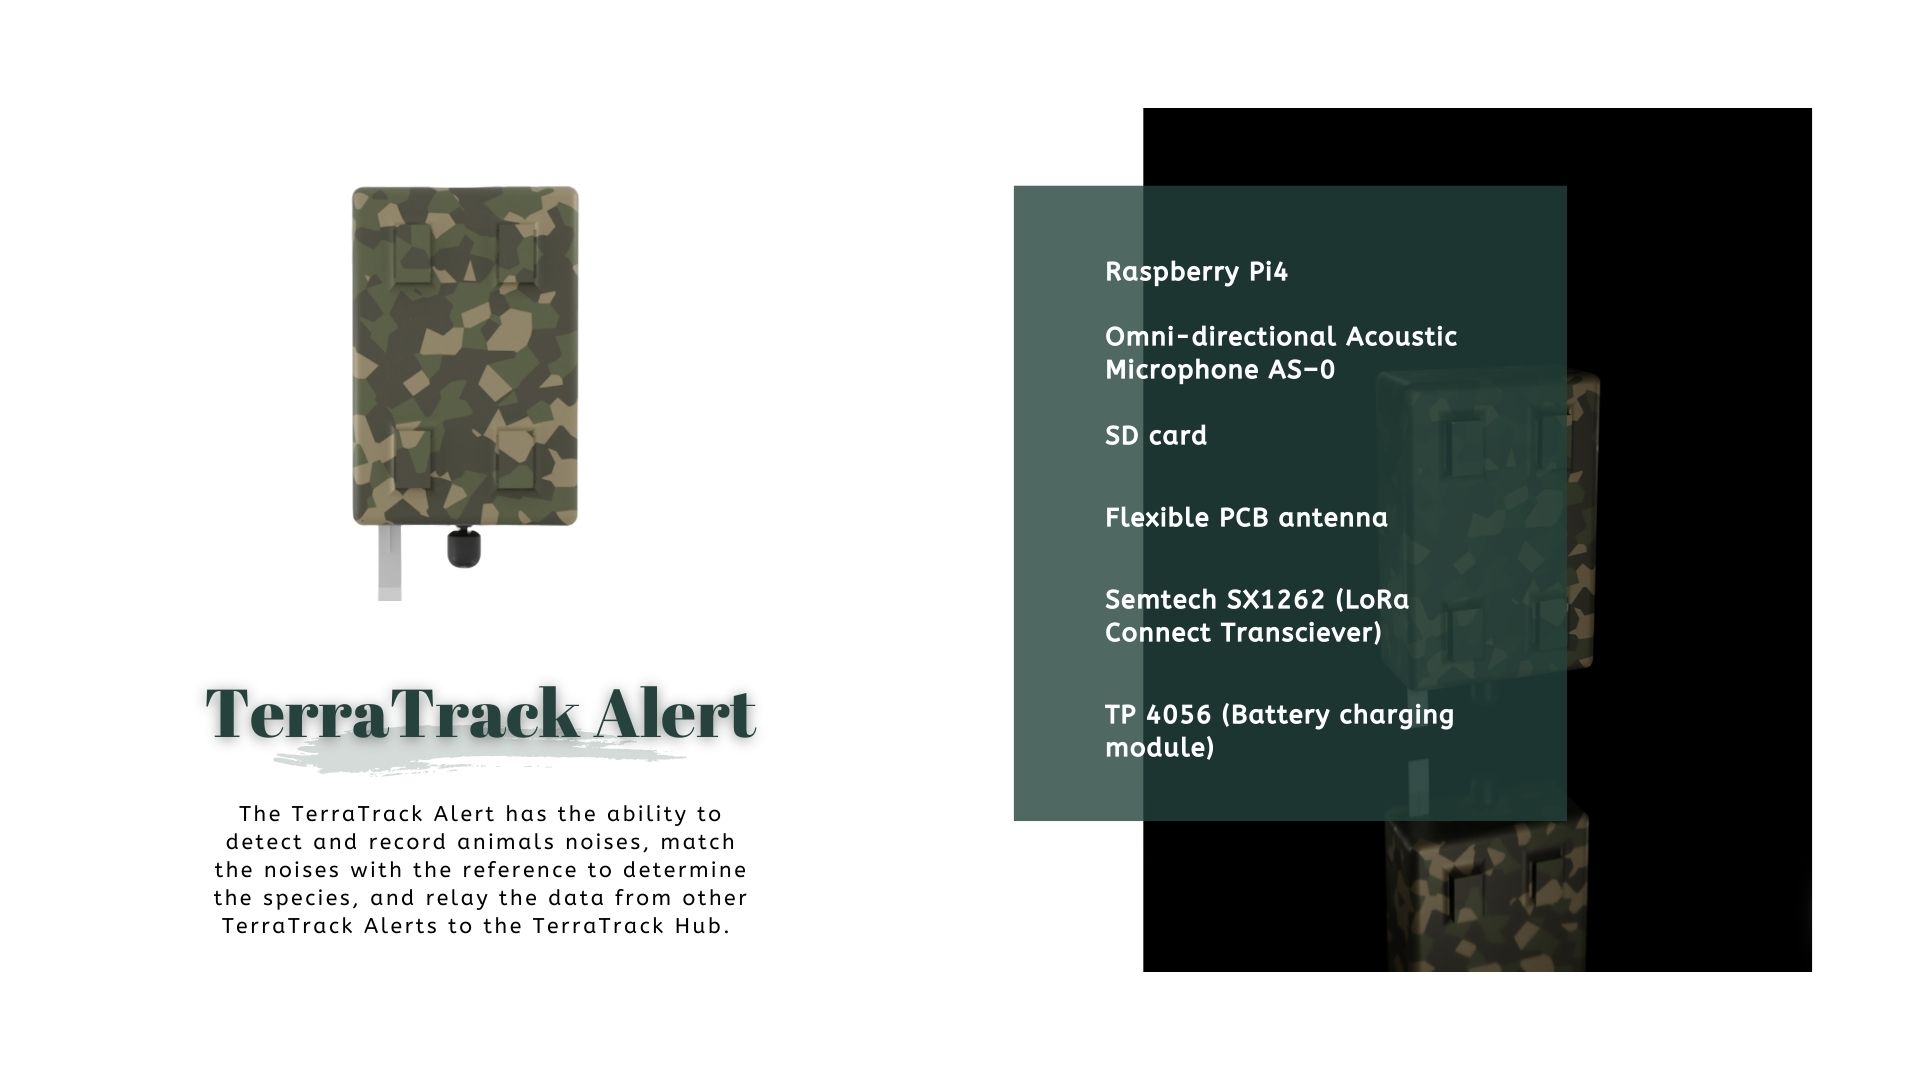 TerraTrack Alert
The TerraTrack Alert has the ability to
detect and record animals noises, match
the noises with the reference to determine
the species, and relay the data from other
TerraTrack Alerts to the TerraTrack Hub.
Raspberry Pi4
Omni-directional Acoustic
Microphone AS-0
SD card
Flexible PCB antenna
Semtech SX1262 (LoRa
Connect Transciever)
TP 4056 (Battery charging
module)